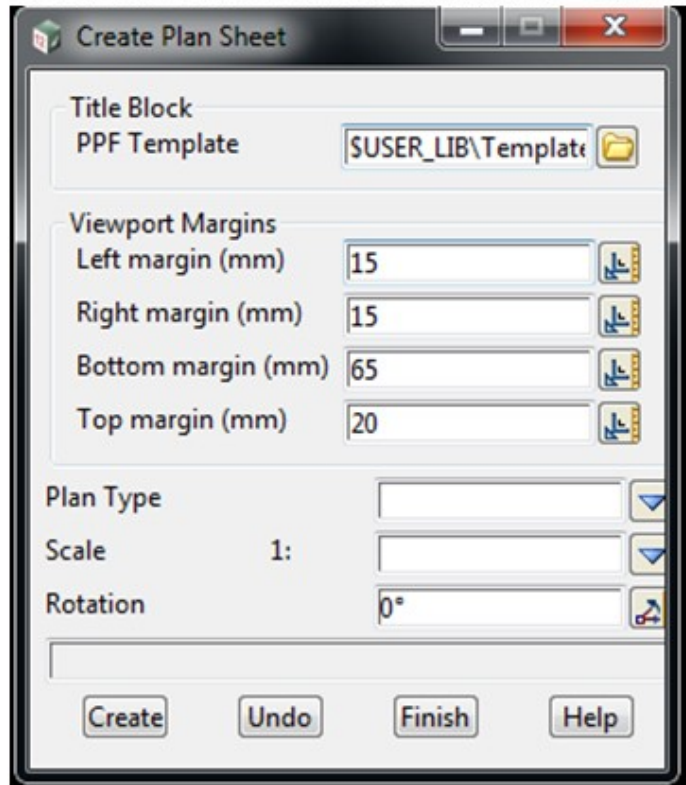 Create Plan Sheet
Title Block
PPF Template $USER_LIB\Template
Viewport Margins
Left margin (mm) 15
Right margin (mm) 15
Bottom margin (mm) 65
Top margin (mm) 20
Plan Type
Scale 1:
Rotation 0°
Create Undo Finish Help